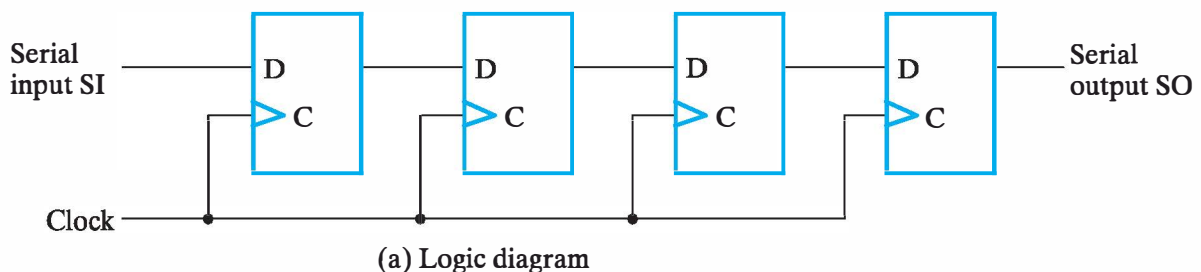 Serial
input SI
D
C
D
C
D
C
D
C
Serial
output SO
Clock
(a) Logic diagram